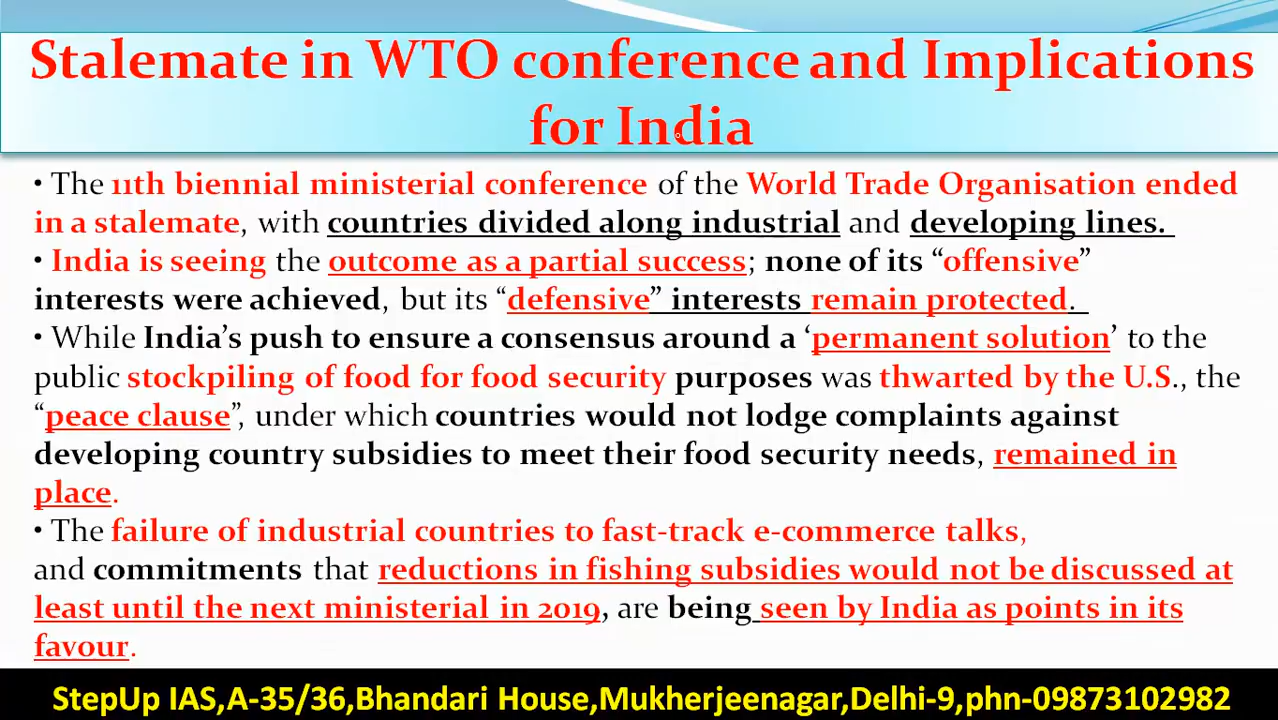 Stalemate in WTO conference and Implications
for India
• The 11th biennial ministerial conference of the World Trade Organisation ended
in a stalemate, with countries divided along industrial and developing lines.
• India is seeing the outcome as a partial success; none of its “offensive”
interests were achieved, but its “defensive” interests remain protected.
• While India’s push to ensure a consensus around a ‘permanent solution’ to the
public stockpiling of food for food security purposes was thwarted by the U.S., the
“peace clause”, under which countries would not lodge complaints against
developing country subsidies to meet their food security needs, remained in
place.
• The failure of industrial countries to fast-track e-commerce talks,
and commitments that reductions in fishing subsidies would not be discussed at
least until the next ministerial in 2019, are being seen by India as points in its
favour.
StepUp IAS,A-35/36,Bhandari House,Mukherjeenagar,Delhi-9,phn-09873102982